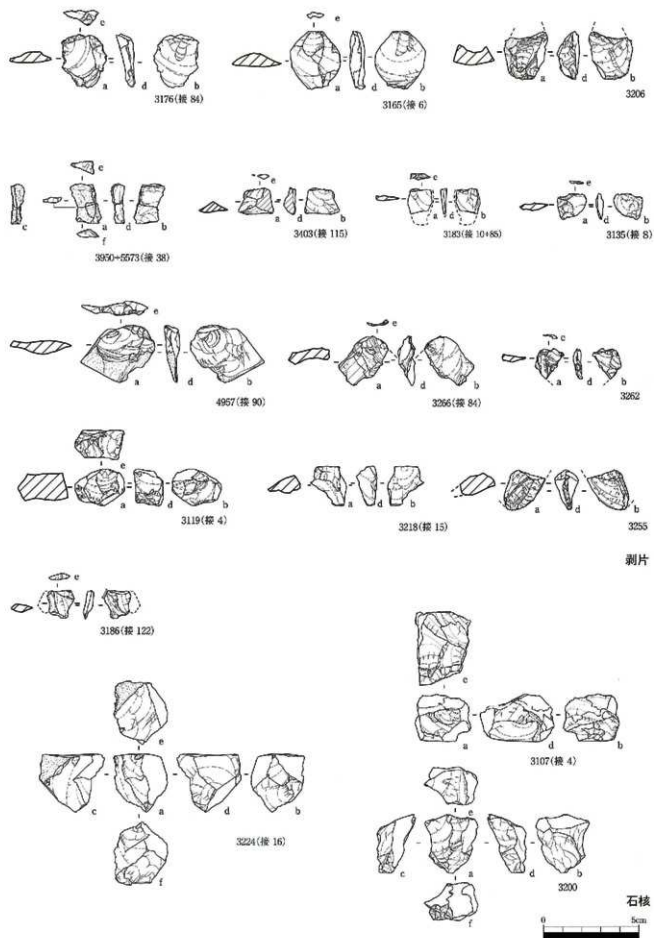 c
e
a
d
b
a
d
b
a
d
b
3176(接 84)
3165(接 6)
3206
c
e
e
e
c
a
d
b
a
d
b
a
d
b
a
d
b
f
3950+5573(接 38)
3403(接 115)
3183(接 10+85)
3135(接 8)
e
e
c
a
d
b
a
d
b
a
d
b
4957(接 90)
3266(接 84)
3262
e
a
d
b
a
d
b
a
d
b
3119(接 4)
3218(接 15)
3255
剥片
e
a
d
b
3186(接 122)
c
a
d
b
3107(接 4)
e
c
a
d
b
3224(接 16)
f
e
c
a
d
b
3200
f
石核
0 5cm